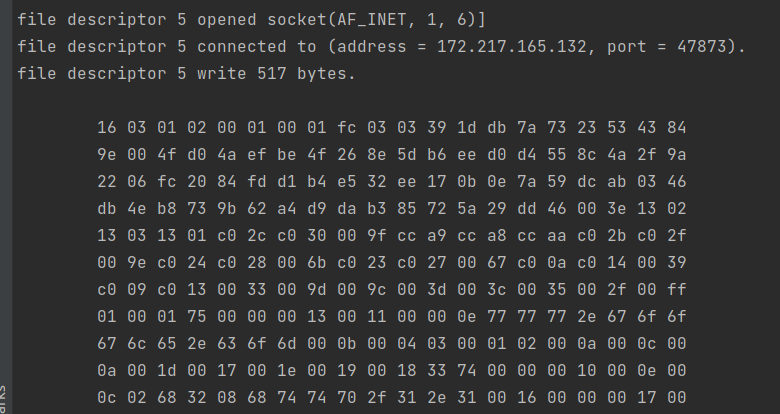 file descriptor 5 opened socket(AF_INET, 1, 6)]
file descriptor 5 connected to (address = 172.217.165.132, port = 47873).
file descriptor 5 write 517 bytes.
16 03 01 02 00 01 00 01 fc 03 03 39 1d db 7a 73 23 53 43 84
9e 00 4f d0 4a ef be 4f 26 8e 5d b6 ee d0 d4 55 8c 4a 2f 9a
22 06 fc 20 84 fd d1 b4 e5 32 ee 17 0b 0e 7a 59 dc ab 03 46
db 4e b8 73 9b 62 a4 d9 da b3 85 72 5a 29 dd 46 00 3e 13 02
13 03 13 01 c0 2c c0 30 00 9f cc a9 cc a8 cc aa c0 2b c0 2f
00 9e c0 24 c0 28 00 6b c0 23 c0 27 00 67 c0 0a c0 14 00 39
c0 09 c0 13 00 33 00 9d 00 9c 00 3d 00 3c 00 35 00 2f 00 ff
01 00 01 75 00 00 00 13 00 11 00 00 0e 77 77 77 2e 67 6f 6f
67 6c 65 2e 63 6f 6d 00 0b 00 04 03 00 01 02 00 0a 00 0c 00
0a 00 1d 00 17 00 1e 00 19 00 18 33 74 00 00 00 10 00 0e 00
0c 02 68 32 08 68 74 74 70 2f 31 2e 31 00 16 00 00 00 17 00